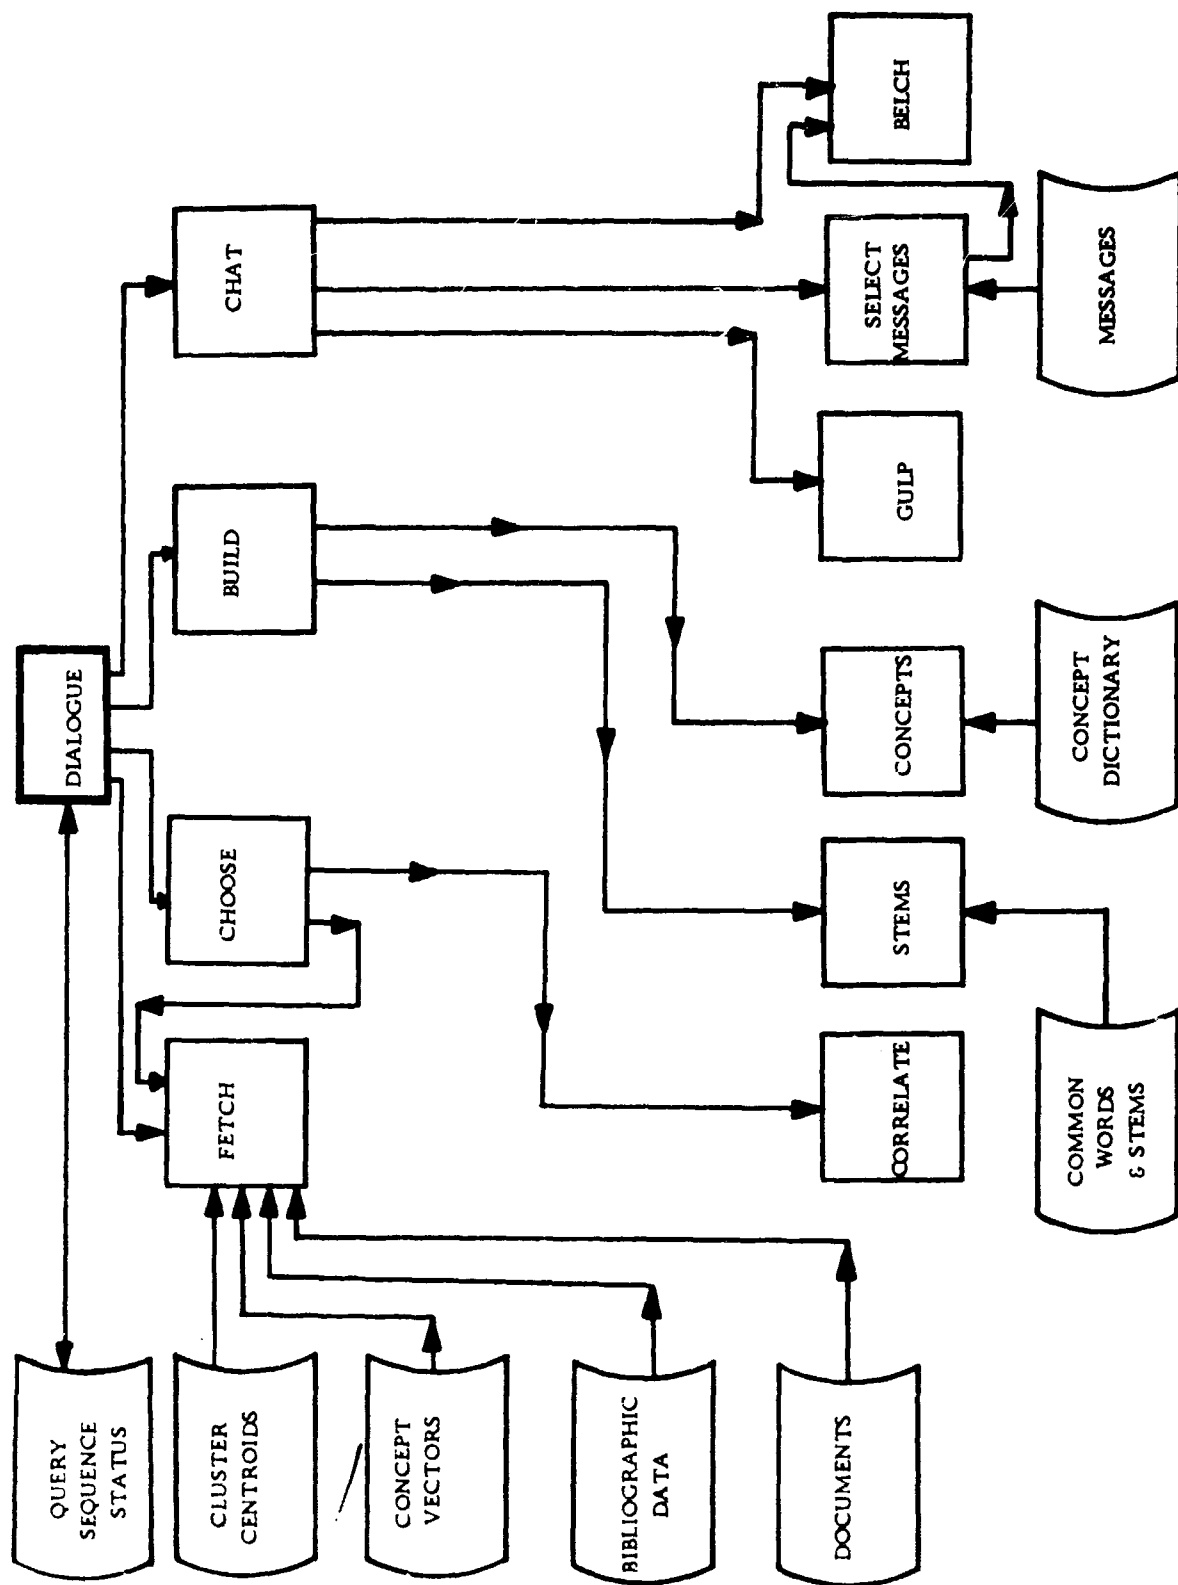 QUERY
SEQUENCE
STATUS
DIALOGUE
CLUSTER
CENTROIDS
FETCH
CHOOSE
BUILD
CHAT
CONCEPT
VECTORS
BIBLIOGRAPHIC
DATA
DOCUMENTS
CORRELATE
STEMS
CONCEPTS
GULP
SELECT
MESSAGES
BELCH
COMMON
WORDS
& STEMS
CONCEPT
DICTIONARY
MESSAGES